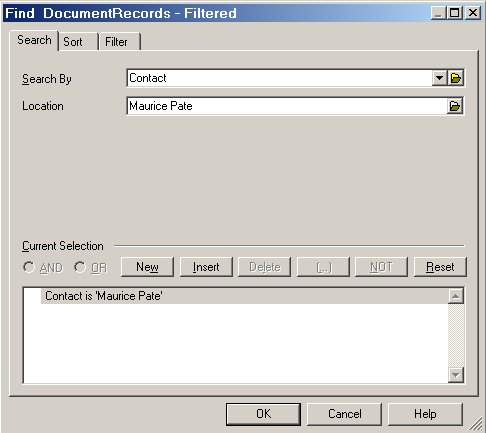 Find DocumentRecords - Filtered
Search Sort Filter
Search By Contact
Location Maurice Pate
Current Selection
AND OR New Insert Delete (...) NOT Reset
Contact is 'Maurice Pate'
OK Cancel Help